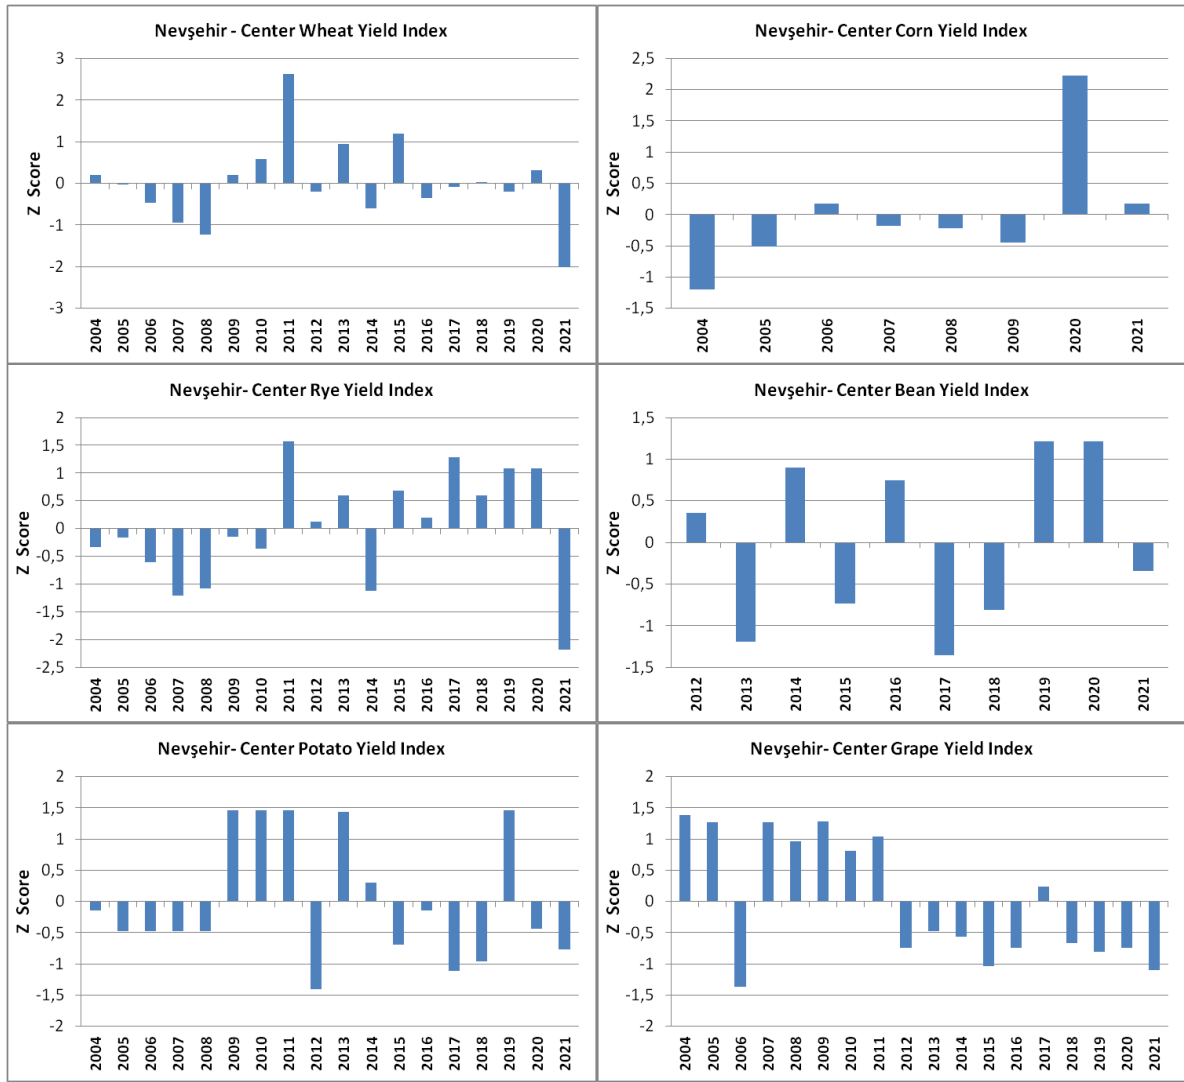 Nevşehir - Center Wheat Yield Index
Z Score
3
2
1
0
-1
-2
-3
2004 2005 2006 2007 2008 2009 2010 2011 2012 2013 2014 2015 2016 2017 2018 2019 2020 2021
Nevşehir- Center Corn Yield Index
Z Score
2,5
2
1,5
1
0,5
0
-0,5
-1
-1,5
2004 2005 2006 2007 2008 2009 2020 2021
Nevşehir- Center Rye Yield Index
Z Score
2
1,5
1
0,5
0
-0,5
-1
-1,5
-2
-2,5
2004 2005 2006 2007 2008 2009 2010 2011 2012 2013 2014 2015 2016 2017 2018 2019 2020 2021
Nevşehir- Center Bean Yield Index
Z Score
1,5
1
0,5
0
-0,5
-1
-1,5
2012 2013 2014 2015 2016 2017 2018 2019 2020 2021
Nevşehir- Center Potato Yield Index
Z Score
2
1,5
1
0,5
0
-0,5
-1
-1,5
-2
2004 2005 2006 2007 2008 2009 2010 2011 2012 2013 2014 2015 2016 2017 2018 2019 2020 2021
Nevşehir- Center Grape Yield Index
Z Score
2
1,5
1
0,5
0
-0,5
-1
-1,5
-2
2004 2005 2006 2007 2008 2009 2010 2011 2012 2013 2014 2015 2016 2017 2018 2019 2020 2021